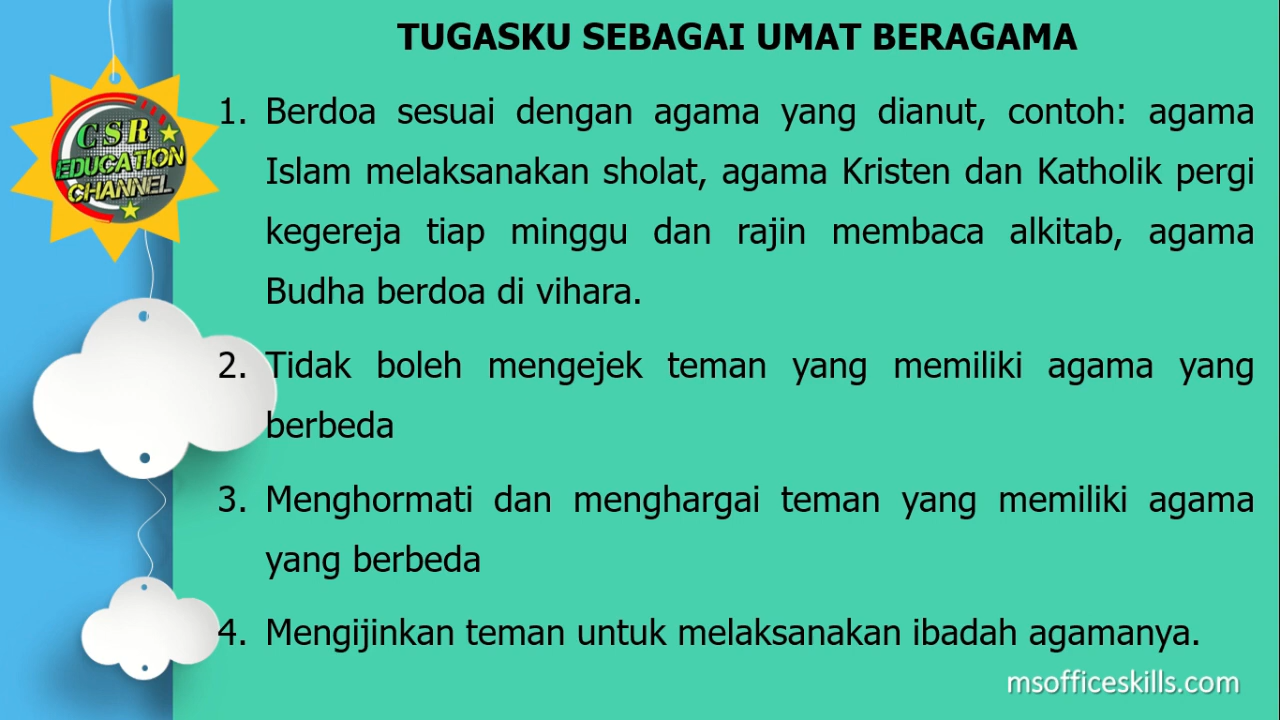 TUGASKU SEBAGAI UMAT BERAGAMA
CSR
EDUCATION
CHANNEL
1. Berdoa sesuai dengan agama yang dianut, contoh: agama
Islam melaksanakan sholat, agama Kristen dan Katholik pergi
kegereja tiap minggu dan rajin membaca alkitab, agama
Budha berdoa di vihara.
2. Tidak boleh mengejek teman yang memiliki agama yang
berbeda
3. Menghormati dan menghargai teman yang memiliki agama
yang berbeda
4. Mengijinkan teman untuk melaksanakan ibadah agamanya.
msofficeskills.com